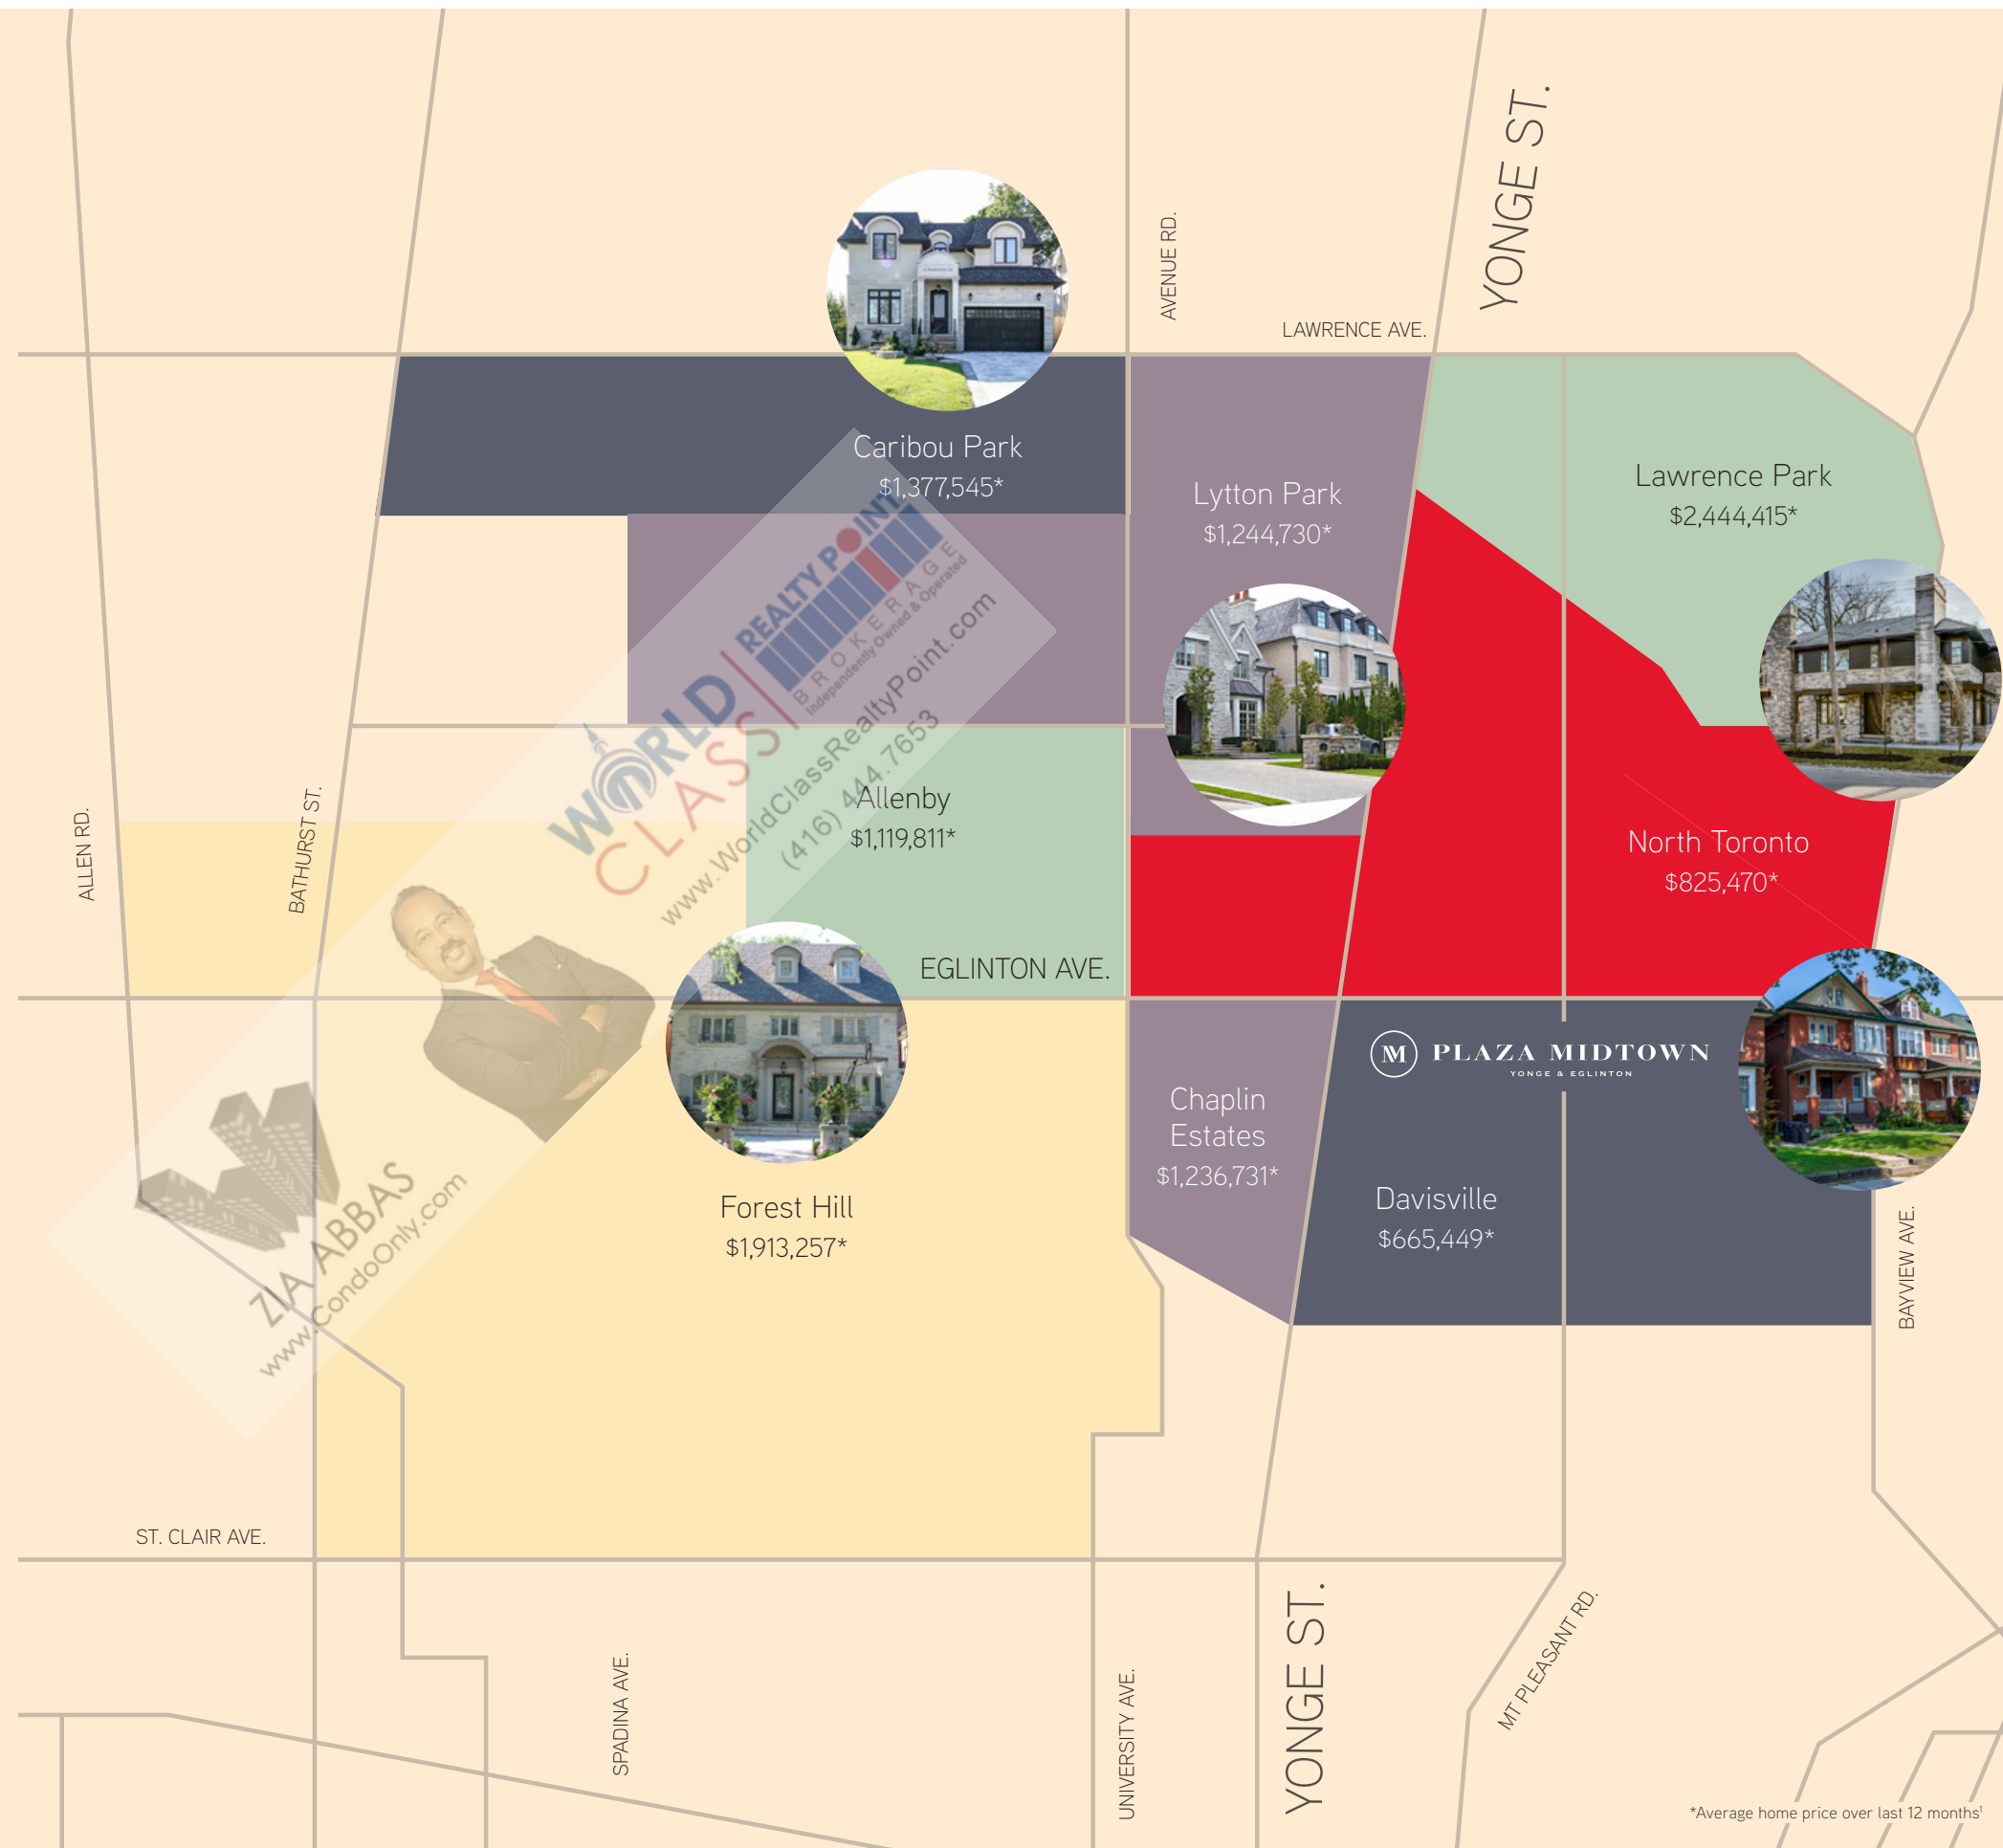 YONGE ST.
AVENUE RD.
LAWRENCE AVE.
Caribou Park
$1,377,545*
Lytton Park
$1,244,730*
Lawrence Park
$2,444,415*
ALLEN RD.
BATHURST ST.
Allenby
$1,119,811*
North Toronto
$825,470*
EGLINTON AVE.
M PLAZA MIDTOWN
YONGE & EGLINTON
Chaplin
Estates
$1,236,731*
Davisville
$665,449*
Forest Hill
$1,913,257*
BAYVIEW AVE.
ST. CLAIR AVE.
SPADINA AVE.
UNIVERSITY AVE.
YONGE ST.
MT PLEASANT RD.
*Average home price over last 12 months¹
WORLD
CLASS
REALTY POINT
BROKERAGE
Independently Owned & Operated
www.WorldClassRealtyPoint.com
(416) 444.7653
ZIA ABBAS
www.CondoOnly.com